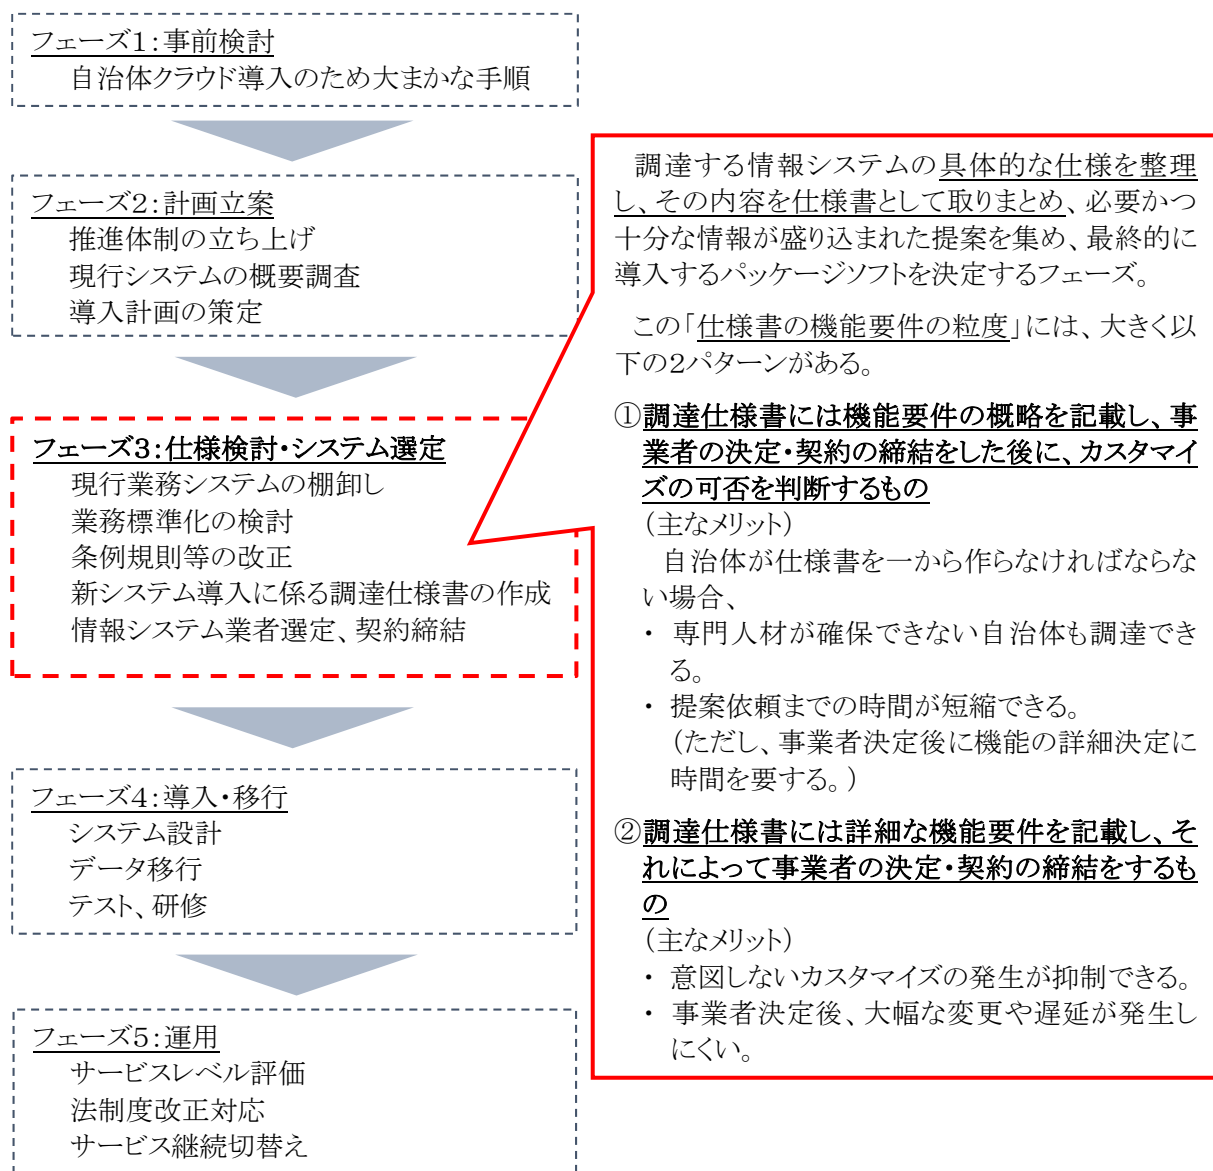 フェーズ１：事前検討
自治体クラウド導入のため大まかな手順
フェーズ２：計画立案
推進体制の立ち上げ
現行システムの概要調査
導入計画の策定
フェーズ３：仕様検討・システム選定
現行業務システムの棚卸し
業務標準化の検討
条例規則等の改正
新システム導入に係る調達仕様書の作成
情報システム業者選定、契約締結
フェーズ４：導入・移行
システム設計
データ移行
テスト、研修
フェーズ５：運用
サービスレベル評価
法制度改正対応
サービス継続切替え
調達する情報システムの具体的な仕様を整理
し、その内容を仕様書として取りまとめ、必要かつ
十分な情報が盛り込まれた提案を集め、最終的に
導入するパッケージソフトを決定するフェーズ。
この「仕様書の機能要件の粒度」には、大きく以
下の２パターンがある。
①調達仕様書には機能要件の概略を記載し、事
業者の決定・契約の締結をした後に、カスタマイ
ズの可否を判断するもの
（主なメリット）
自治体が仕様書を一から作らなければならな
い場合、
・ 専門人材が確保できない自治体も調達でき
る。
・ 提案依頼までの時間が短縮できる。
（ただし、事業者決定後に機能の詳細決定に
時間を要する。）
②調達仕様書には詳細な機能要件を記載し、そ
れによって事業者の決定・契約の締結をするも
の
（主なメリット）
・ 意図しないカスタマイズの発生が抑制できる。
・ 事業者決定後、大幅な変更や遅延が発生し
にくい。